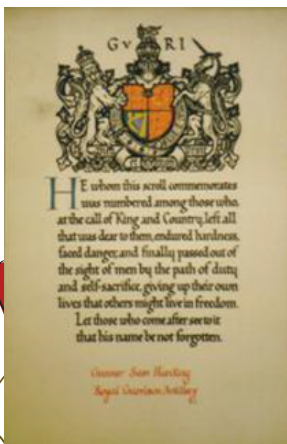 G V R I
HE whom this scroll commemorates
was numbered among those who,
at the call of King and Country, left all
that was dear to them, endured hardness,
faced danger, and finally passed out of
the sight of men by the path of duty
and self-sacrifice, giving up their own
lives that others might live in freedom.
Let those who come after see to it
that his name be not forgotten.
Gunner Sam
Royal Garrison Artillery